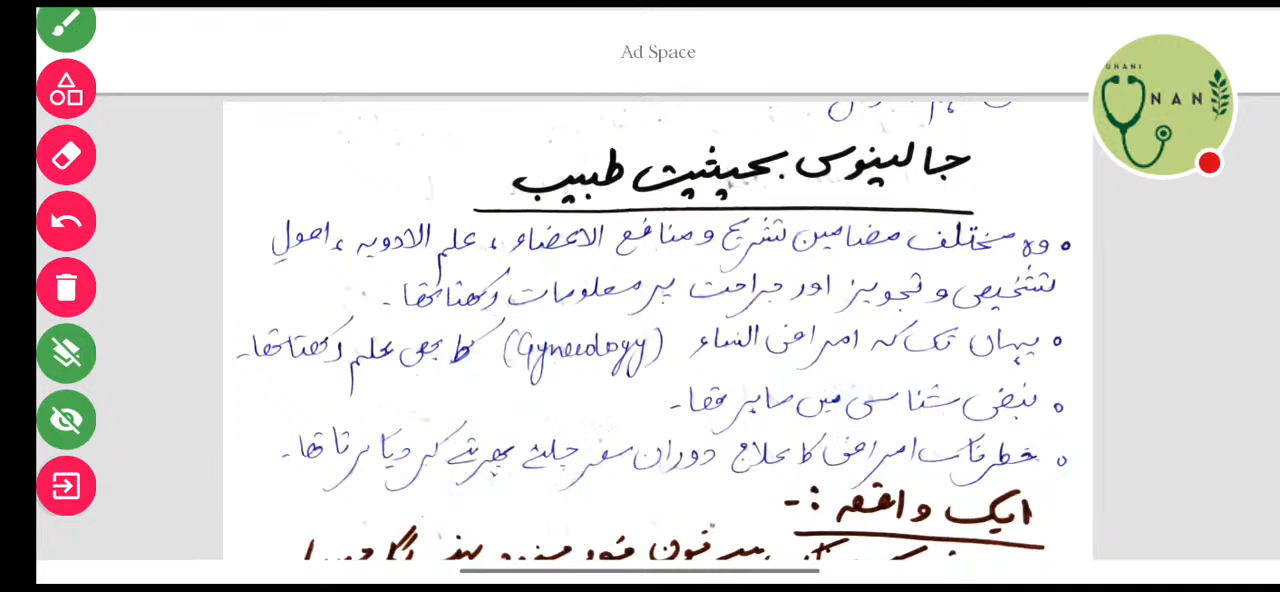 Ad Space
UNANI
NAN
جالینوس بحیثیت طبیب
• وہ مختلف مضامین تشریح و منافع الاعضاء، علم الادویہ، اصولِ
تشخیص و تجویز اور جراحت پر معلومات رکھتا تھا۔
• یہاں تک کہ امراض النساء (Gynecology) کا بھی علم رکھتا تھا۔
• نبض شناسی میں ماہر تھا۔
• خطرناک امراض کا علاج دوران سفر چلتے پھرتے کر دیا کرتا تھا۔
ایک واقعہ :-